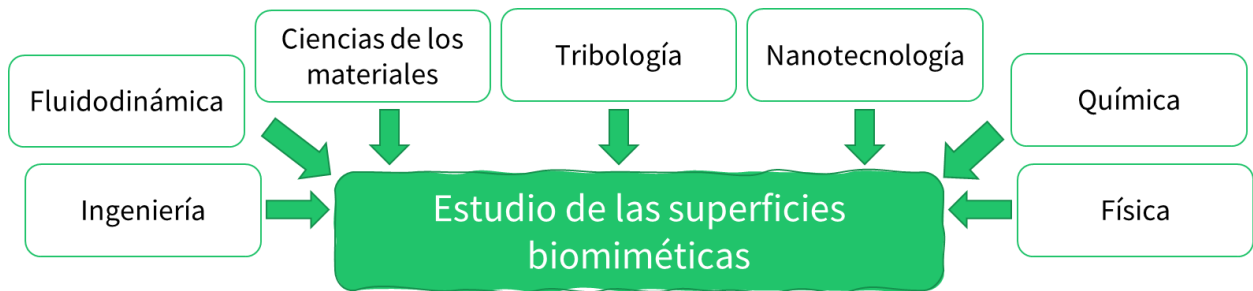 Ciencias de los
materiales
Tribología
Nanotecnología
Fluidodinámica
Química
Ingeniería
Estudio de las superficies
biomiméticas
Física